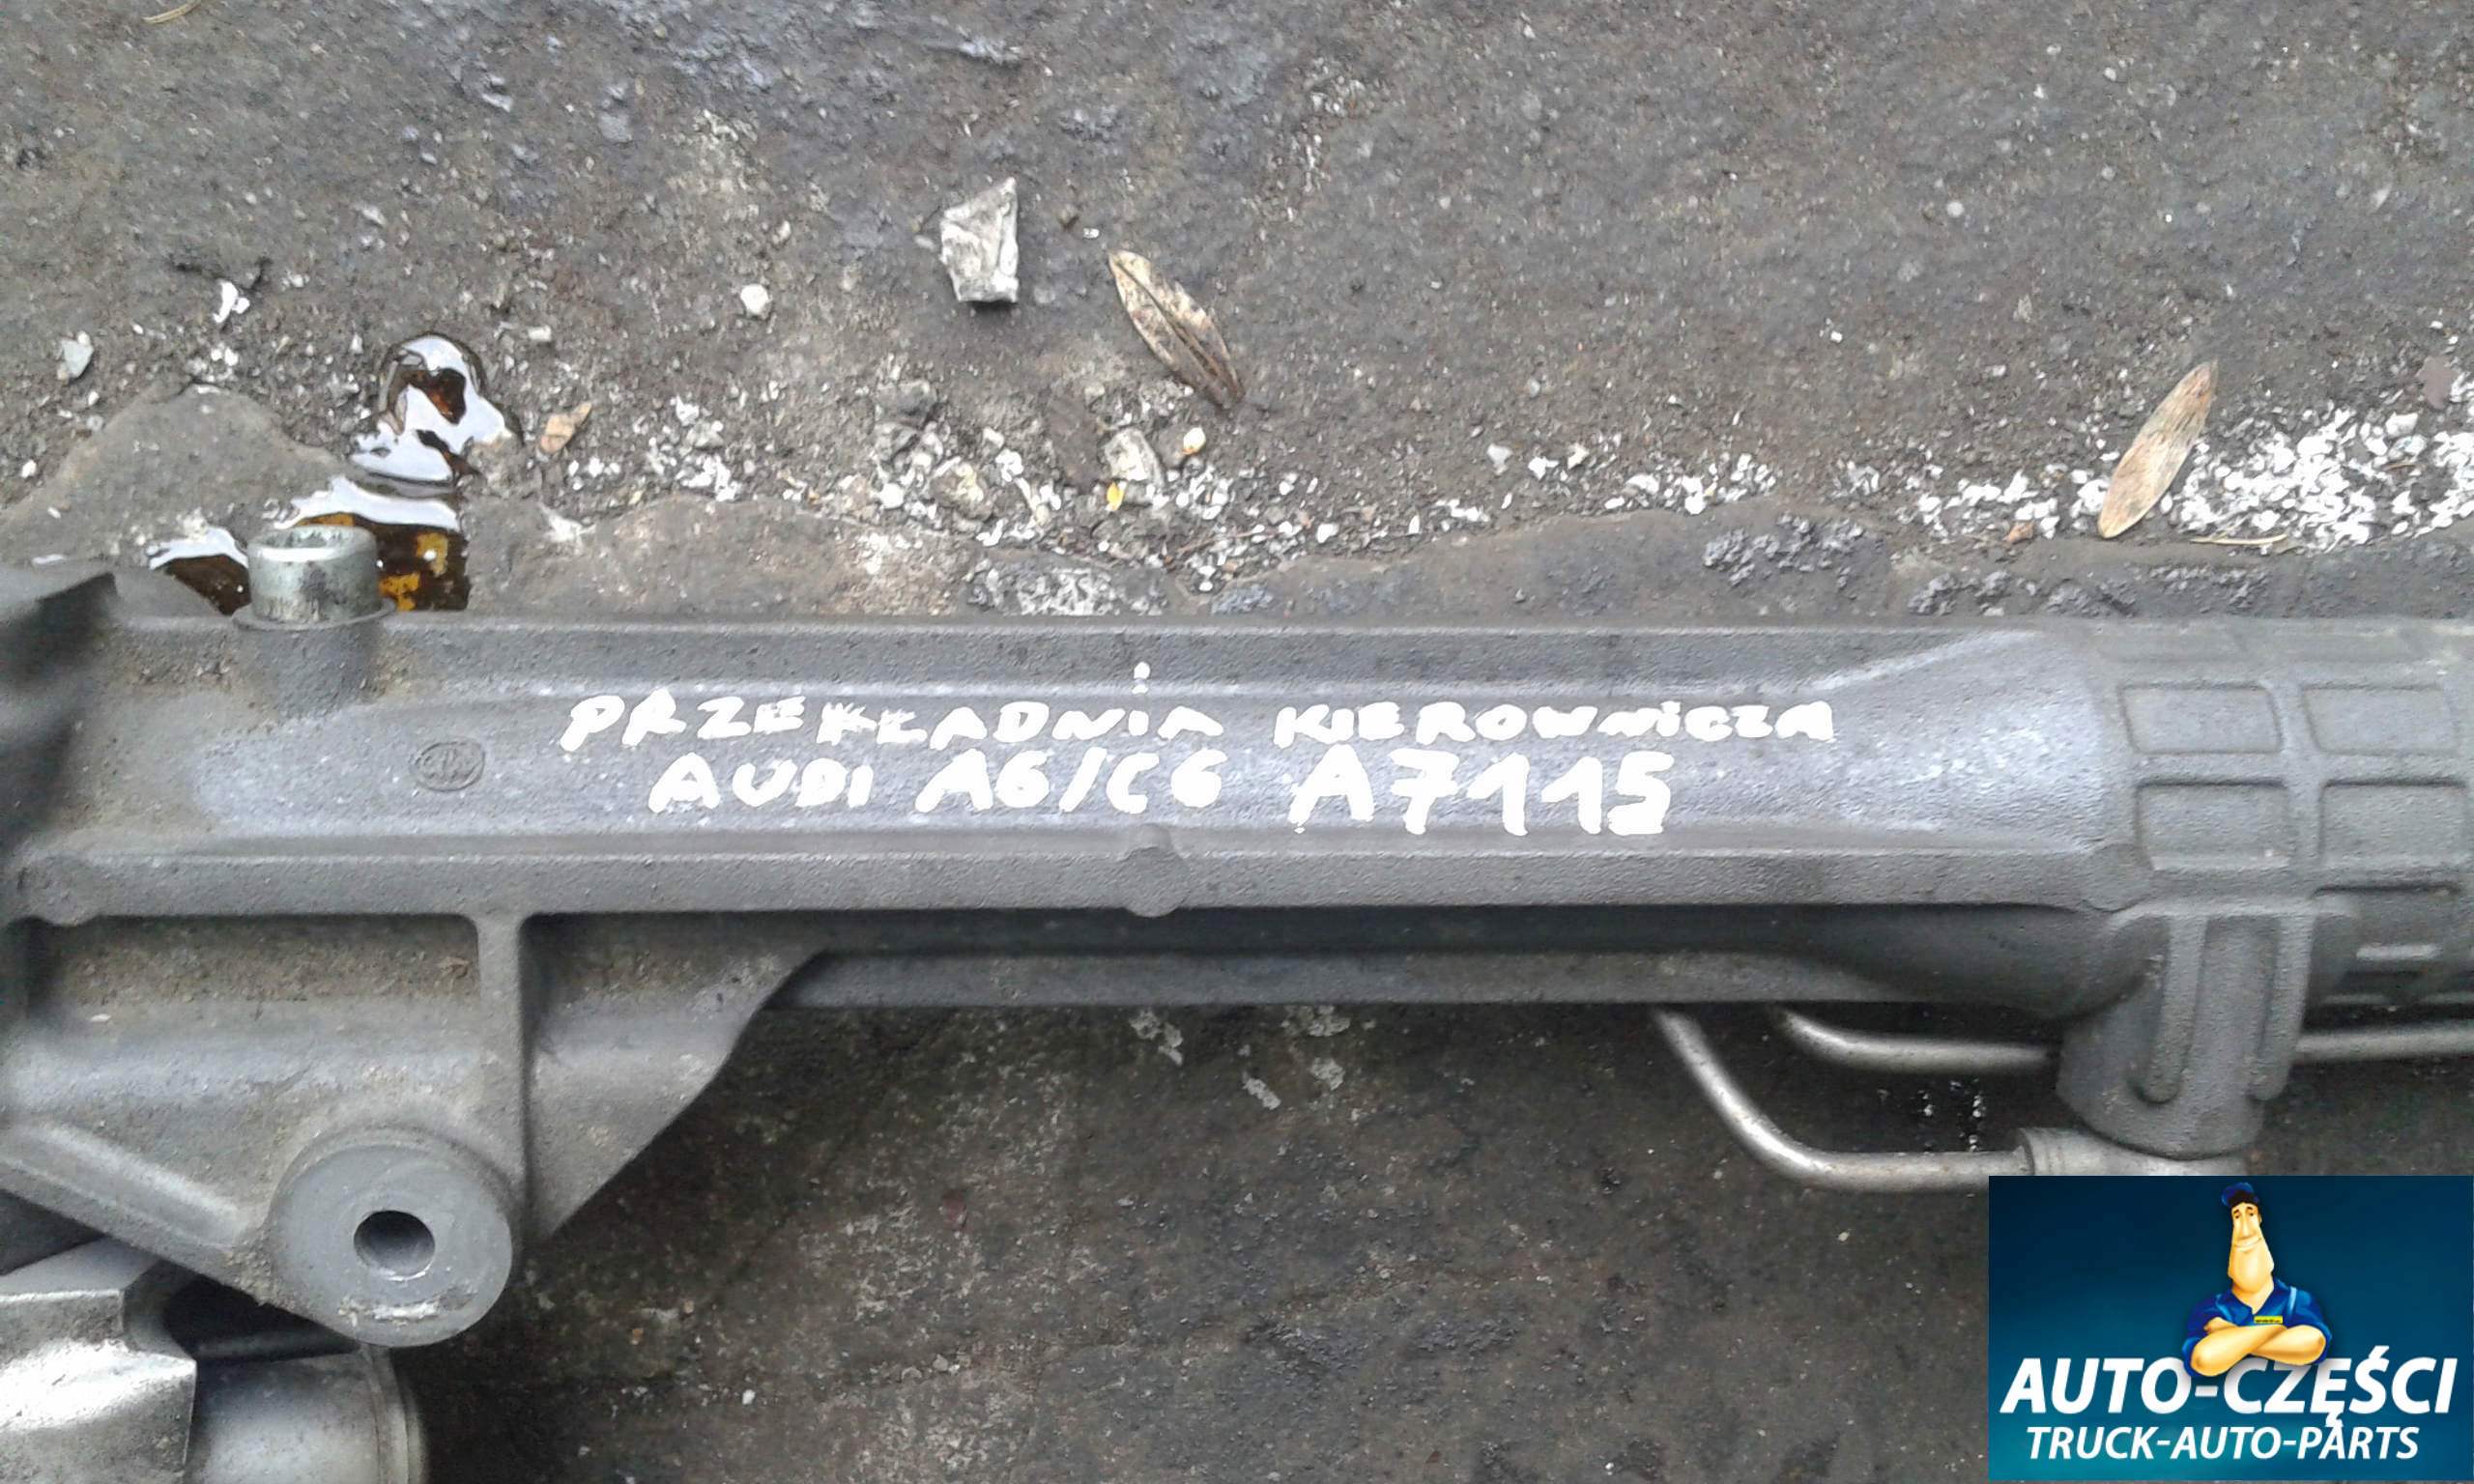 PRZEKŁADNiA KIEROWNiCZA
AUDI A6/C6 A7115
AUTO-CZĘŚCI
TRUCK-AUTO-PARTS